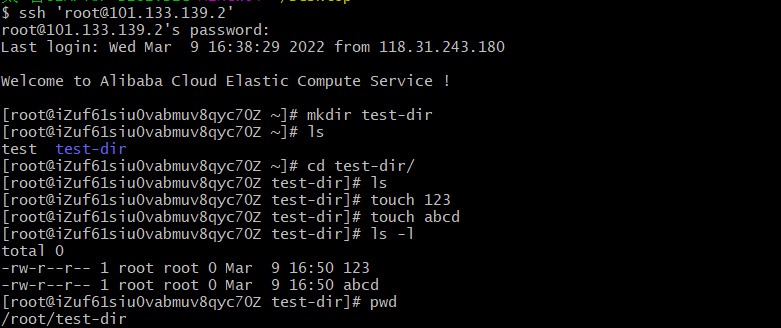 $ ssh 'root@101.133.139.2'
root@101.133.139.2's password:
Last login: Wed Mar  9 16:38:29 2022 from 118.31.243.180
Welcome to Alibaba Cloud Elastic Compute Service !
[root@iZuf61siu0vabmuv8qyc70Z ~]# mkdir test-dir
[root@iZuf61siu0vabmuv8qyc70Z ~]# ls
test  test-dir
[root@iZuf61siu0vabmuv8qyc70Z ~]# cd test-dir/
[root@iZuf61siu0vabmuv8qyc70Z test-dir]# ls
[root@iZuf61siu0vabmuv8qyc70Z test-dir]# touch 123
[root@iZuf61siu0vabmuv8qyc70Z test-dir]# touch abcd
[root@iZuf61siu0vabmuv8qyc70Z test-dir]# ls -l
total 0
-rw-r--r-- 1 root root 0 Mar  9 16:50 123
-rw-r--r-- 1 root root 0 Mar  9 16:50 abcd
[root@iZuf61siu0vabmuv8qyc70Z test-dir]# pwd
/root/test-dir